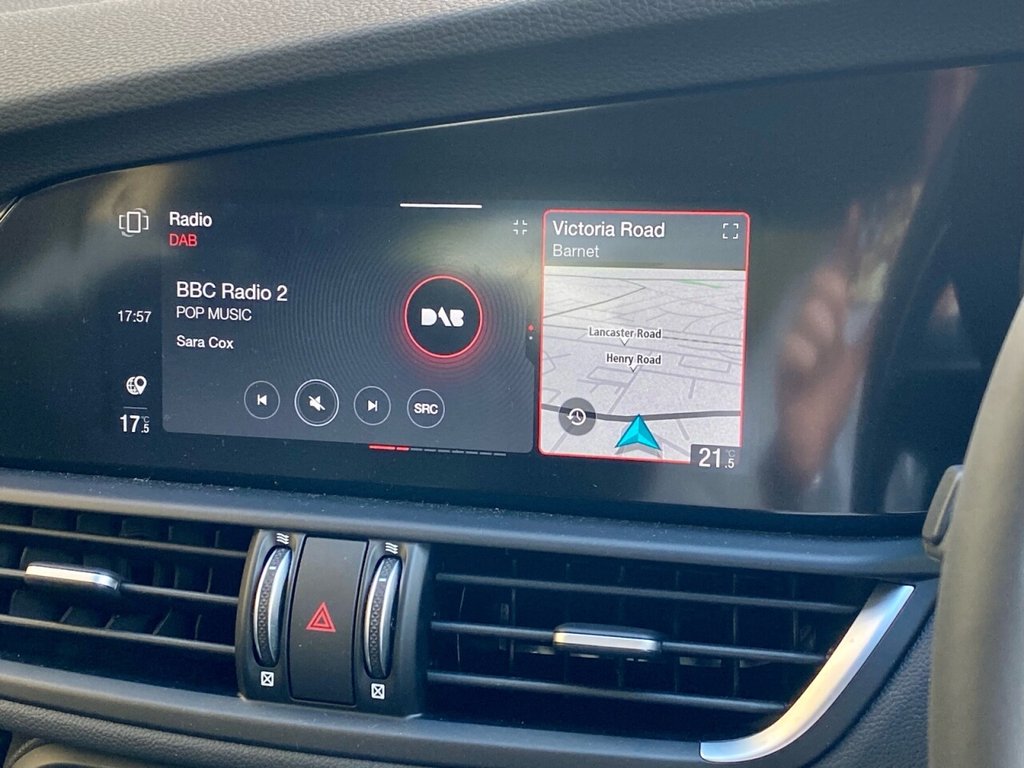 Radio
DAB
BBC Radio 2
POP MUSIC
Sara Cox
DAB
SRC
17:57
17.5°C
Victoria Road
Barnet
Lancaster Road
Henry Road
21.5°C